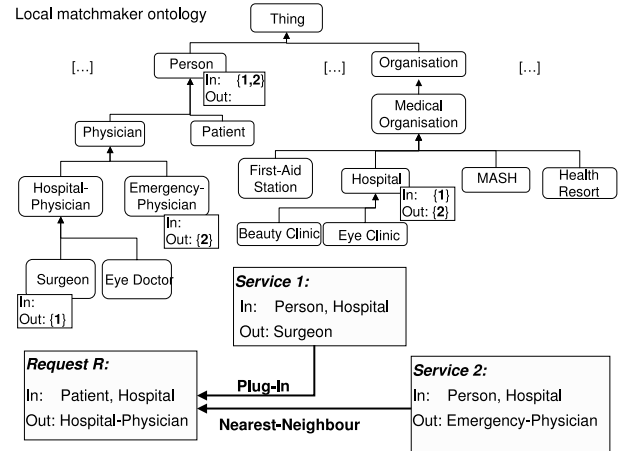 Local matchmaker ontology
Thing
[...]
Person
[...]
Organisation
[...]
In: {1,2}
Out:
Medical
Organisation
Physician
Patient
First-Aid
Station
Hospital
MASH
Health
Resort
Hospital-
Physician
Emergency-
Physician
In: {1}
Out: {2}
In:
Out: {2}
Beauty Clinic
Eye Clinic
Surgeon
Eye Doctor
In:
Out: {1}
Service 1:
In: Person, Hospital
Out: Surgeon
Request R:
In: Patient, Hospital
Out: Hospital-Physician
Plug-In
Nearest-Neighbour
Service 2:
In: Person, Hospital
Out: Emergency-Physician